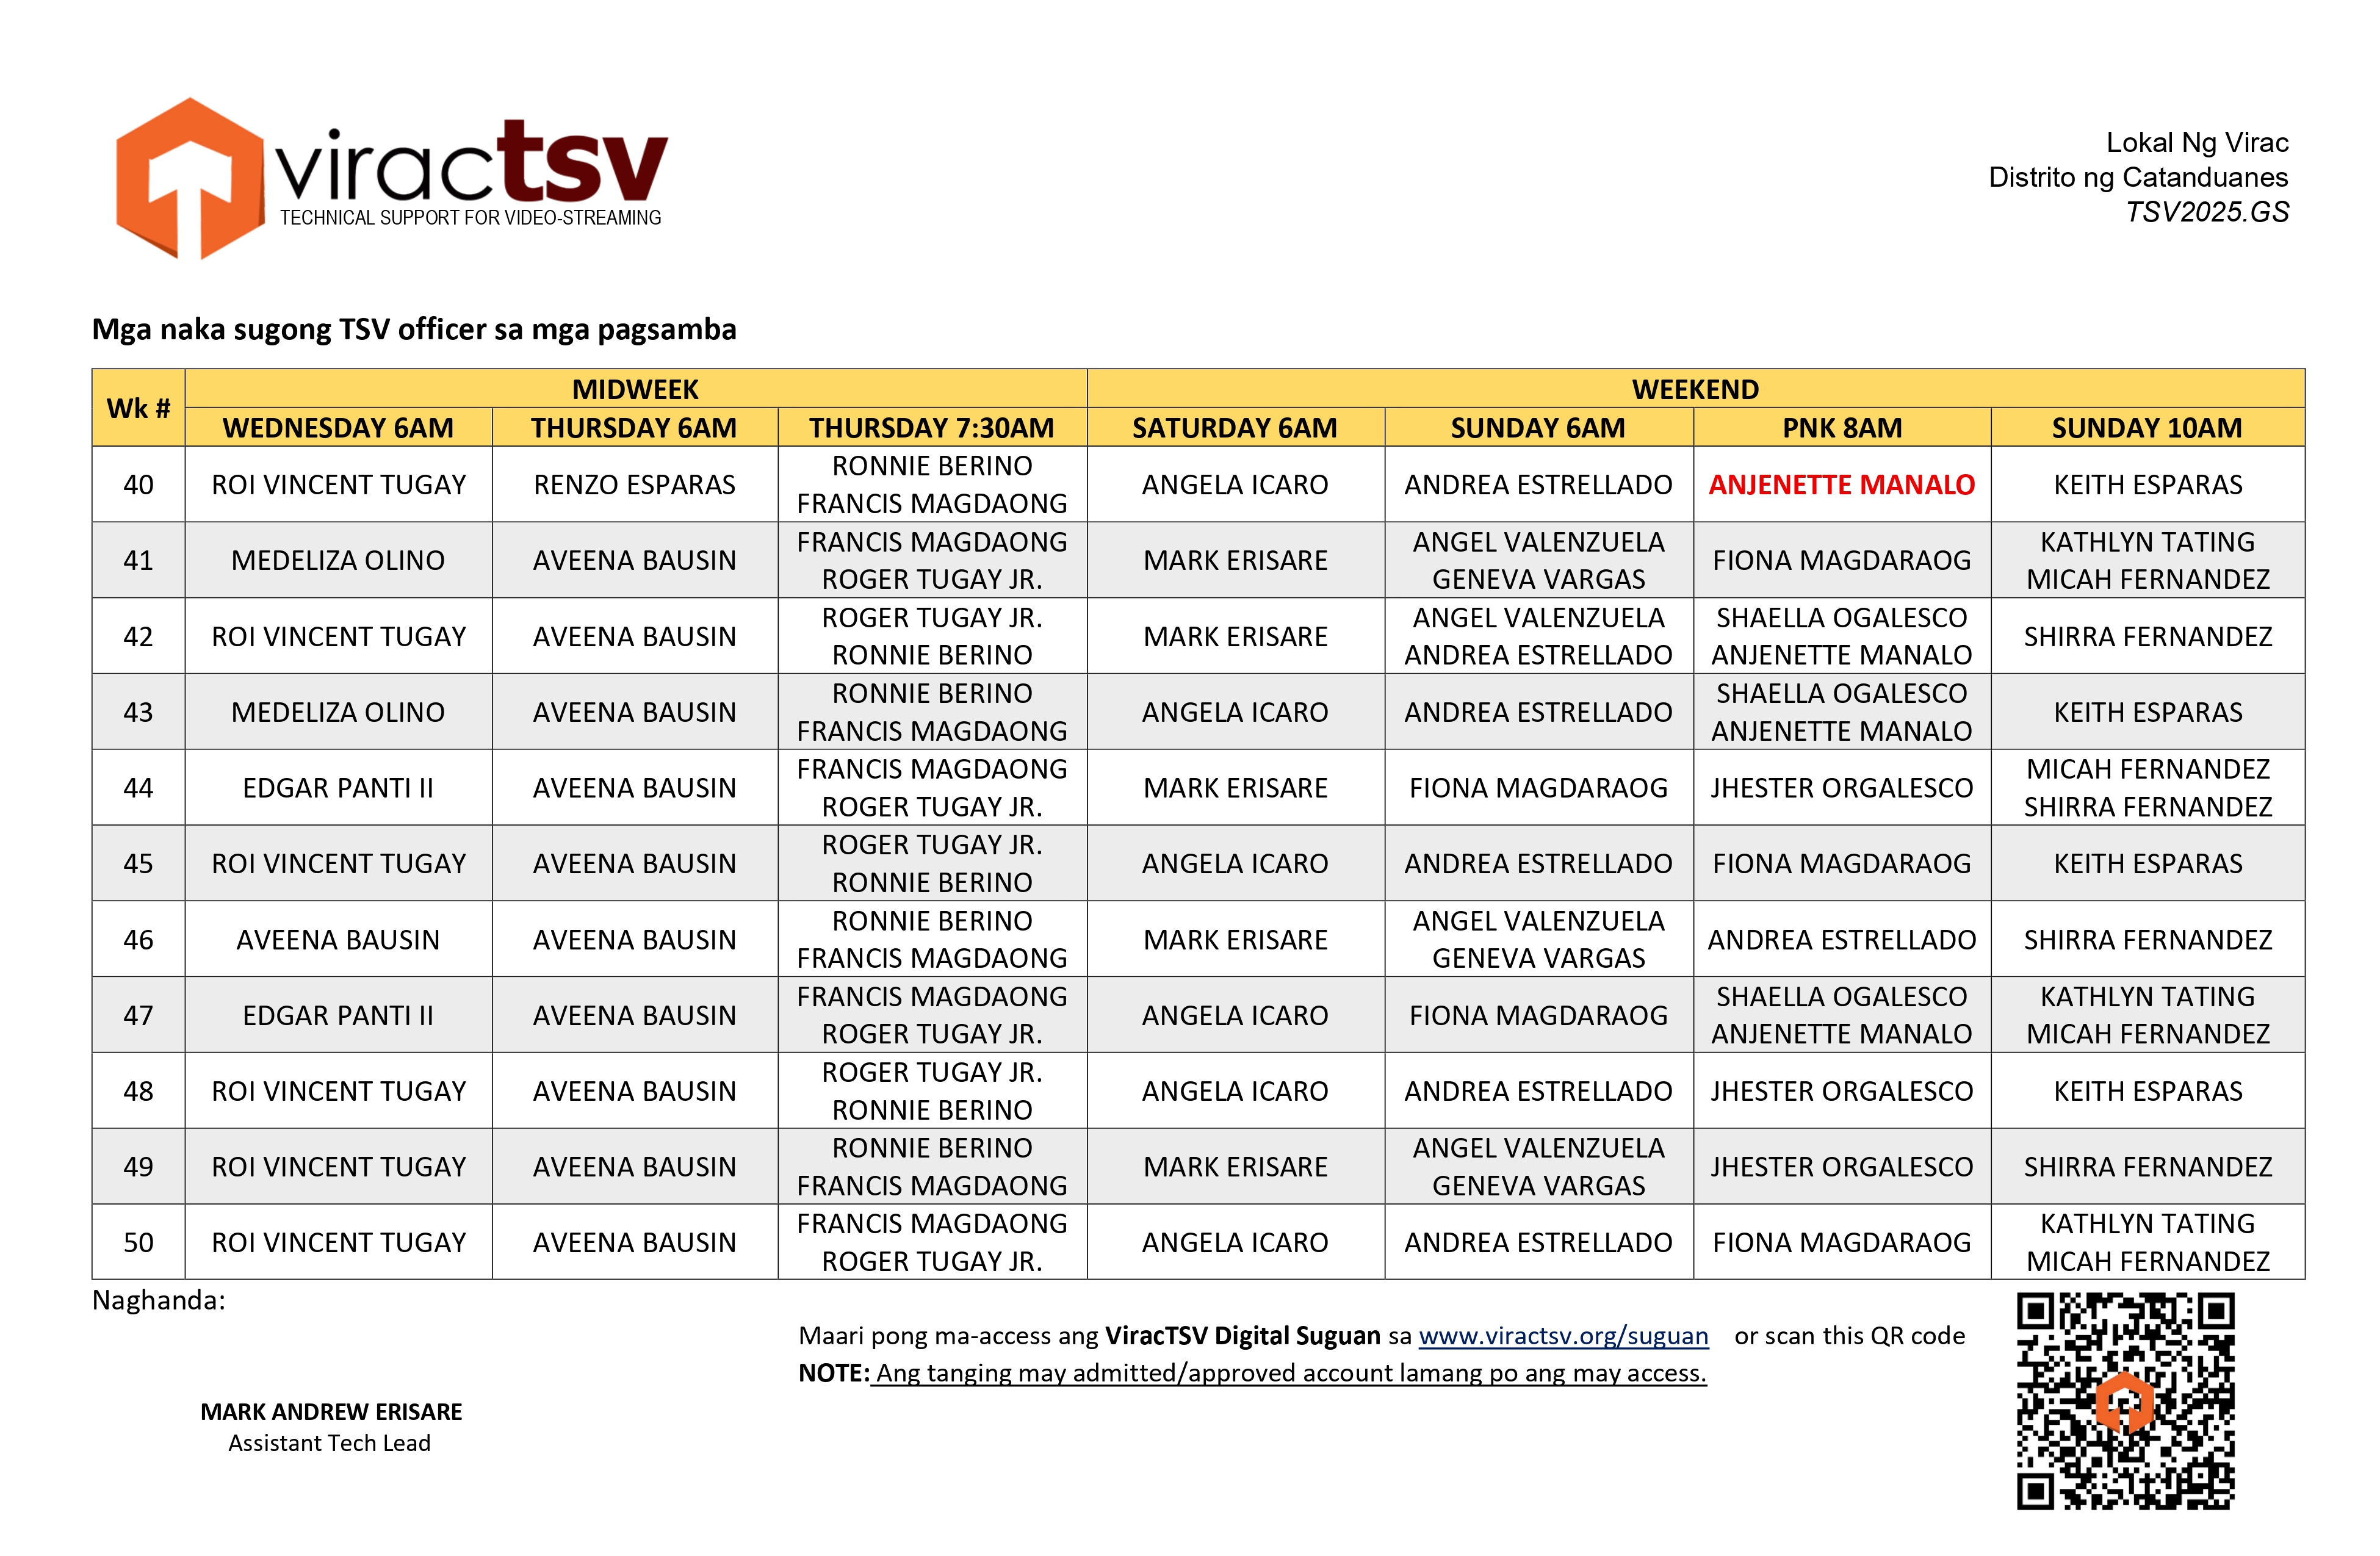 viractsv
TECHNICAL SUPPORT FOR VIDEO-STREAMING
Lokal Ng Virac
Distrito ng Catanduanes
TSV2025.GS
Mga naka sugong TSV officer sa mga pagsamba
Wk # MIDWEEK WEEKEND
WEDNESDAY 6AM THURSDAY 6AM THURSDAY 7:30AM SATURDAY 6AM SUNDAY 6AM PNK 8AM SUNDAY 10AM
40 ROI VINCENT TUGAY RENZO ESPARAS RONNIE BERINO FRANCIS MAGDAONG ANGELA ICARO ANDREA ESTRELLADO ANJENETTE MANALO KEITH ESPARAS
41 MEDELIZA OLINO AVEENA BAUSIN FRANCIS MAGDAONG ROGER TUGAY JR. MARK ERISARE ANGEL VALENZUELA GENEVA VARGAS FIONA MAGDARAOG KATHLYN TATING MICAH FERNANDEZ
42 ROI VINCENT TUGAY AVEENA BAUSIN ROGER TUGAY JR. RONNIE BERINO MARK ERISARE ANGEL VALENZUELA ANDREA ESTRELLADO SHAELLA OGALESCO ANJENETTE MANALO SHIRRA FERNANDEZ
43 MEDELIZA OLINO AVEENA BAUSIN RONNIE BERINO FRANCIS MAGDAONG ANGELA ICARO ANDREA ESTRELLADO SHAELLA OGALESCO ANJENETTE MANALO KEITH ESPARAS
44 EDGAR PANTI II AVEENA BAUSIN FRANCIS MAGDAONG ROGER TUGAY JR. MARK ERISARE FIONA MAGDARAOG JHESTER ORGALESCO MICAH FERNANDEZ SHIRRA FERNANDEZ
45 ROI VINCENT TUGAY AVEENA BAUSIN ROGER TUGAY JR. RONNIE BERINO ANGELA ICARO ANDREA ESTRELLADO FIONA MAGDARAOG KEITH ESPARAS
46 AVEENA BAUSIN AVEENA BAUSIN RONNIE BERINO FRANCIS MAGDAONG MARK ERISARE ANGEL VALENZUELA GENEVA VARGAS ANDREA ESTRELLADO SHIRRA FERNANDEZ
47 EDGAR PANTI II AVEENA BAUSIN FRANCIS MAGDAONG ROGER TUGAY JR. ANGELA ICARO FIONA MAGDARAOG SHAELLA OGALESCO ANJENETTE MANALO KATHLYN TATING MICAH FERNANDEZ
48 ROI VINCENT TUGAY AVEENA BAUSIN ROGER TUGAY JR. RONNIE BERINO ANGELA ICARO ANDREA ESTRELLADO JHESTER ORGALESCO KEITH ESPARAS
49 ROI VINCENT TUGAY AVEENA BAUSIN RONNIE BERINO FRANCIS MAGDAONG MARK ERISARE ANGEL VALENZUELA GENEVA VARGAS JHESTER ORGALESCO SHIRRA FERNANDEZ
50 ROI VINCENT TUGAY AVEENA BAUSIN FRANCIS MAGDAONG ROGER TUGAY JR. ANGELA ICARO ANDREA ESTRELLADO FIONA MAGDARAOG KATHLYN TATING MICAH FERNANDEZ
Naghanda:
Maari pong ma-access ang ViracTSV Digital Suguan sa www.viractsv.org/suguan or scan this QR code
NOTE: Ang tanging may admitted/approved account lamang po ang may access.
MARK ANDREW ERISARE
Assistant Tech Lead